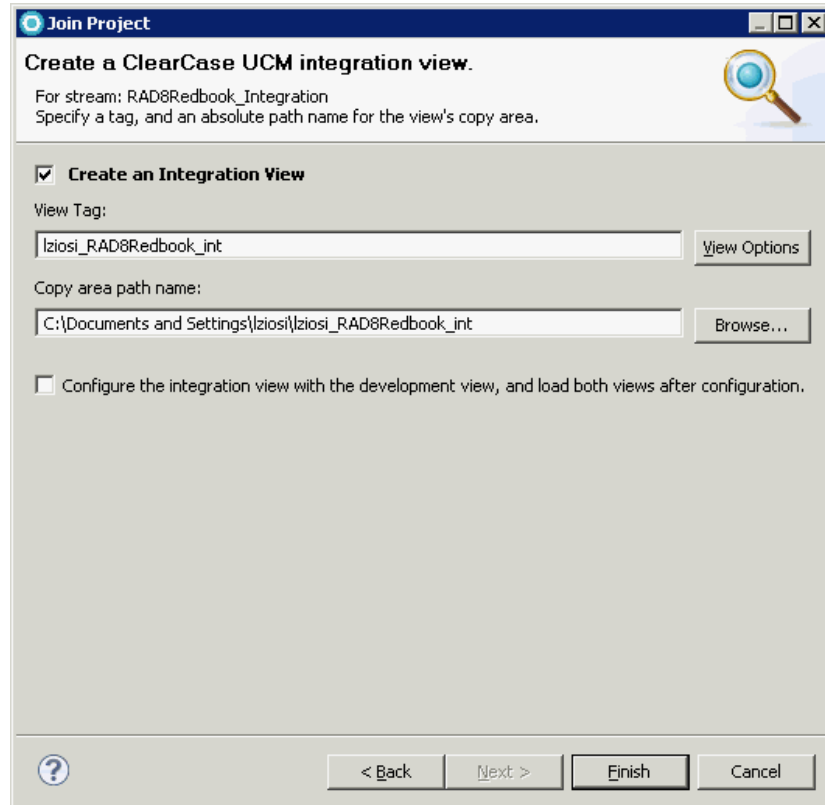 Join Project
Create a ClearCase UCM integration view.
For stream: RAD8Redbook_Integration
Specify a tag, and an absolute path name for the view's copy area.
Create an Integration View
View Tag:
lziosi_RAD8Redbook_int
View Options
Copy area path name:
C:\Documents and Settings\lziosi\lziosi_RAD8Redbook_int
Browse...
Configure the integration view with the development view, and load both views after configuration.
?
< Back
Next >
Finish
Cancel